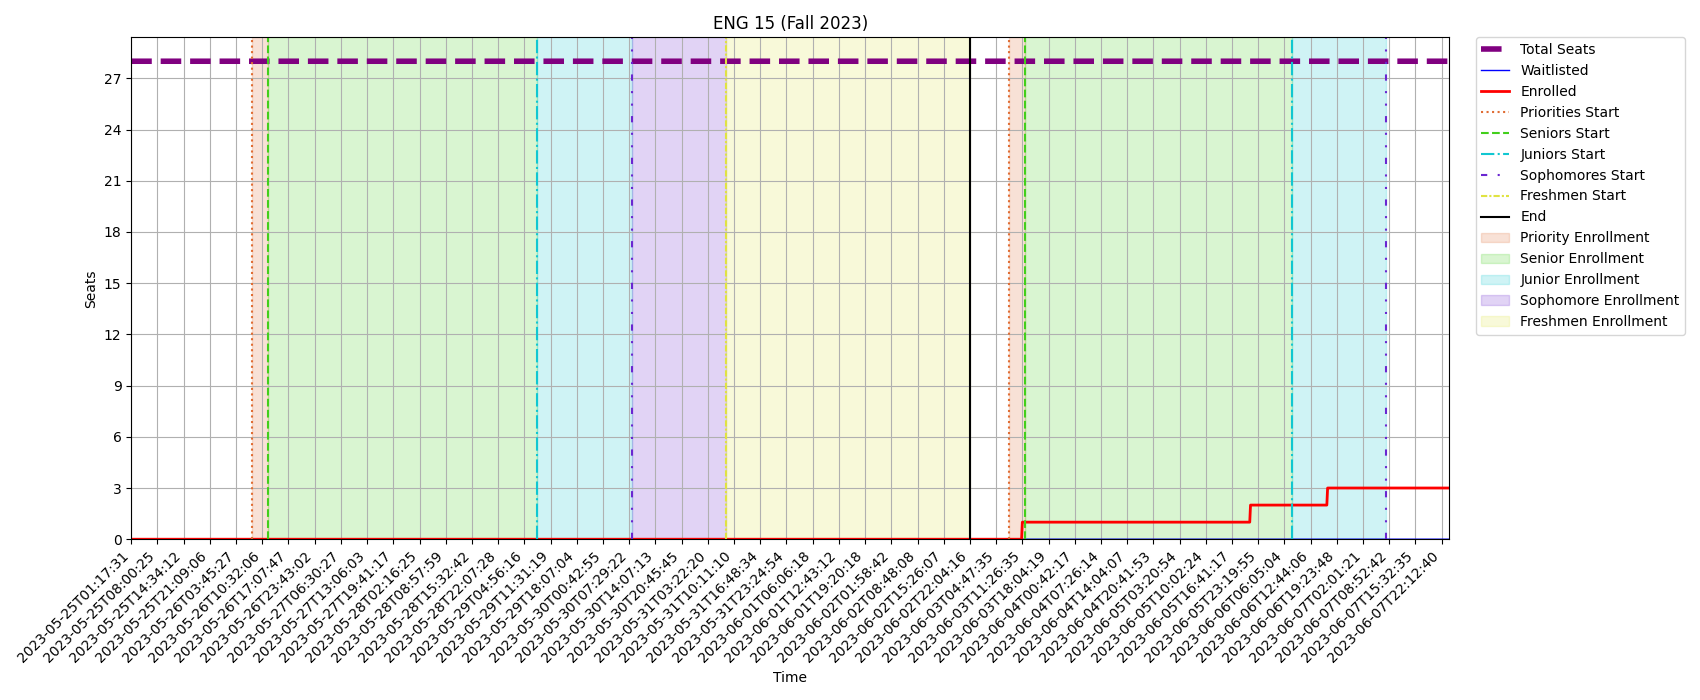 ENG 15 (Fall 2023)
Total Seats
Waitlisted
Enrolled
Priorities Start
Seniors Start
Juniors Start
Sophomores Start
Freshmen Start
End
Priority Enrollment
Senior Enrollment
Junior Enrollment
Sophomore Enrollment
Freshmen Enrollment
Seats
27
24
21
18
15
12
9
6
3
0
2023-05-25T01:17:31
2023-05-25T08:00:25
2023-05-25T14:34:12
2023-05-25T21:09:06
2023-05-26T03:45:27
2023-05-26T10:32:06
2023-05-26T17:07:47
2023-05-26T23:43:02
2023-05-27T06:30:27
2023-05-27T13:06:03
2023-05-27T19:41:17
2023-05-28T02:16:25
2023-05-28T08:57:59
2023-05-28T15:32:42
2023-05-28T22:07:28
2023-05-29T04:56:16
2023-05-29T11:31:19
2023-05-29T18:07:04
2023-05-30T00:42:55
2023-05-30T07:29:22
2023-05-30T14:07:13
2023-05-30T20:45:45
2023-05-31T03:22:20
2023-05-31T10:11:10
2023-05-31T16:48:34
2023-05-31T23:24:54
2023-06-01T06:06:18
2023-06-01T12:43:12
2023-06-01T19:20:18
2023-06-02T01:58:42
2023-06-02T08:48:08
2023-06-02T15:26:07
2023-06-02T22:04:16
2023-06-03T04:47:35
2023-06-03T11:26:35
2023-06-03T18:04:19
2023-06-04T00:42:17
2023-06-04T07:26:14
2023-06-04T14:04:07
2023-06-04T20:41:53
2023-06-05T03:20:54
2023-06-05T10:02:24
2023-06-05T16:41:17
2023-06-05T23:19:55
2023-06-06T06:05:04
2023-06-06T12:44:06
2023-06-06T19:23:48
2023-06-07T02:01:21
2023-06-07T08:52:42
2023-06-07T15:32:35
2023-06-07T22:12:40
Time